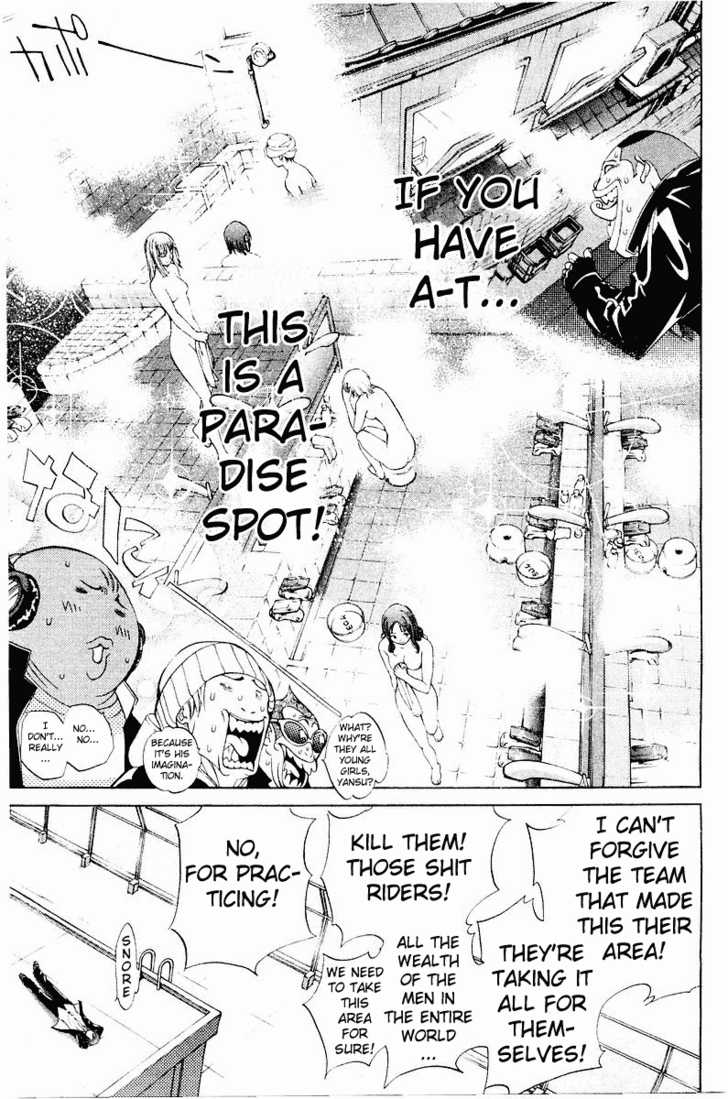 IF YOU
HAVE
A-T...
THIS
IS A
PARA-
DISE
SPOT!
なにぃ
WHAT?
WHY'RE
THEY ALL
YOUNG
GIRLS,
YANSU?
BECAUSE
IT'S HIS
IMAGINA-
TION.
NO...
NO...
I
DON'T...
REALLY
...
I CAN'T
FORGIVE
THE TEAM
THAT MADE
THIS THEIR
AREA!
THEY'RE
TAKING IT
ALL FOR
THEM-
SELVES!
KILL THEM!
THOSE SHIT
RIDERS!
ALL THE
WEALTH
OF THE
MEN IN
THE ENTIRE
WORLD
...
WE NEED
TO TAKE
THIS
AREA
FOR
SURE!
NO,
FOR PRAC-
TICING!
SNORE